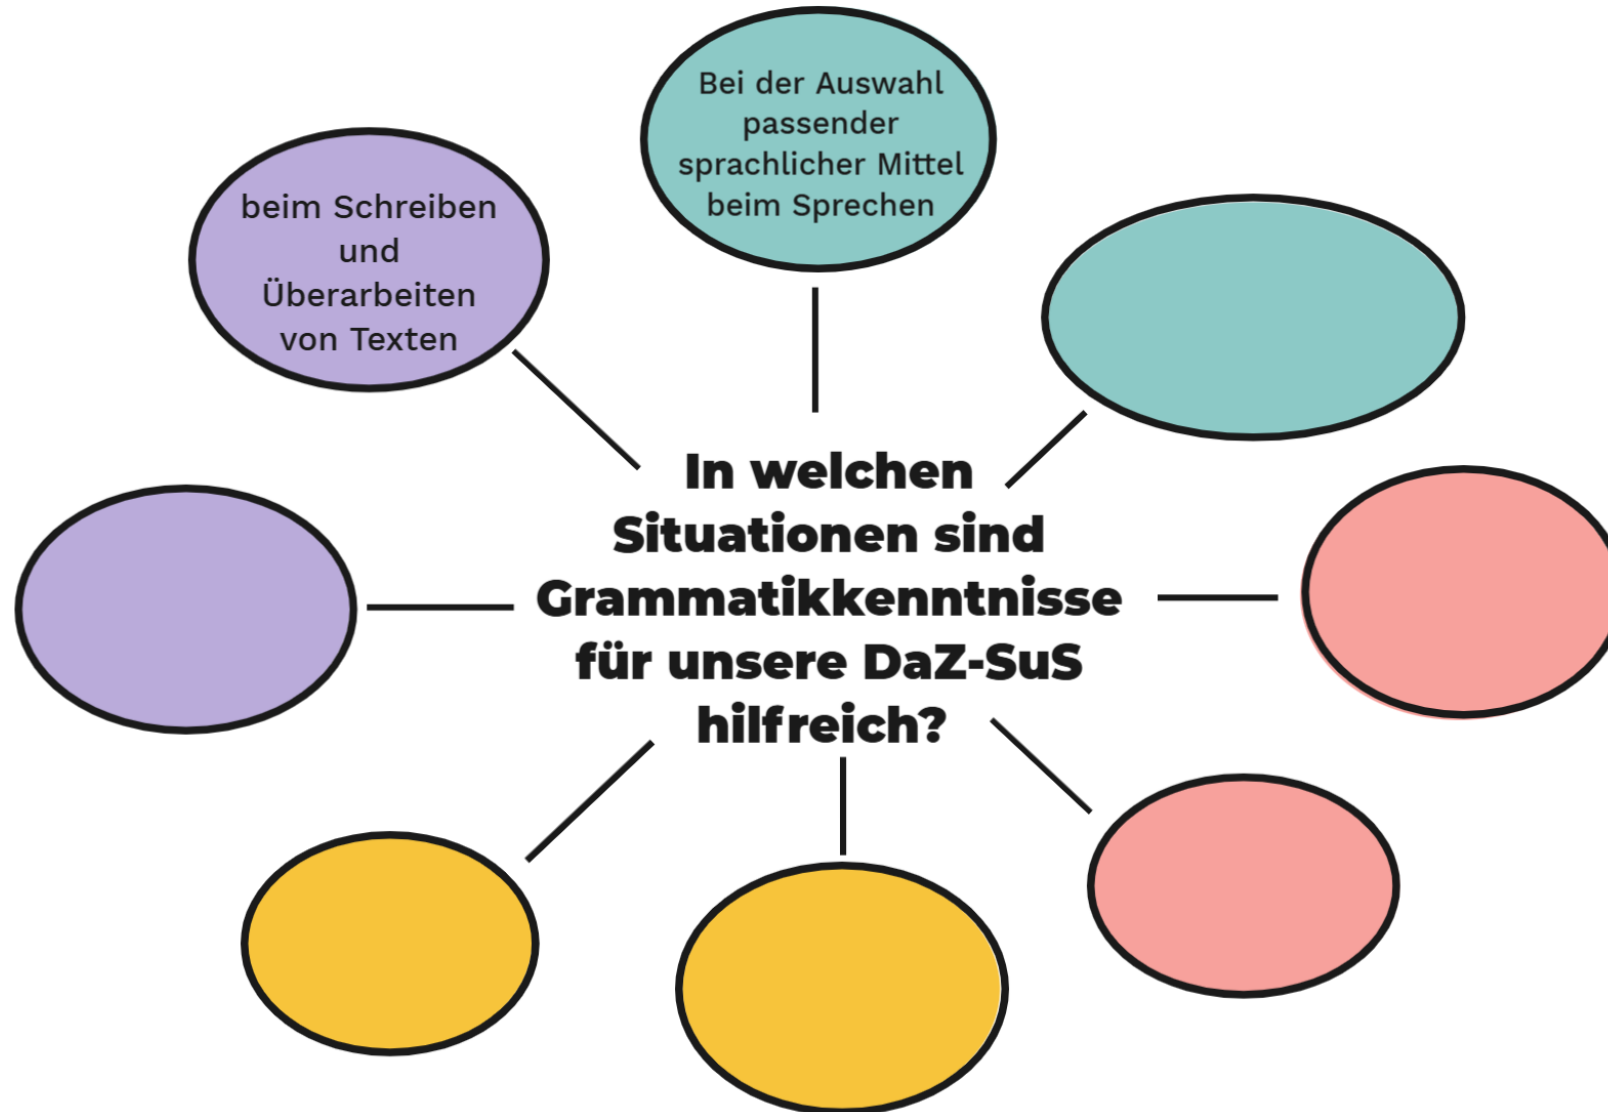 Bei der Auswahl
passender
sprachlicher Mittel
beim Sprechen
beim Schreiben
und
Überarbeiten
von Texten
In welchen
Situationen sind
Grammatikkenntnisse
für unsere DaZ-SuS
hilfreich?